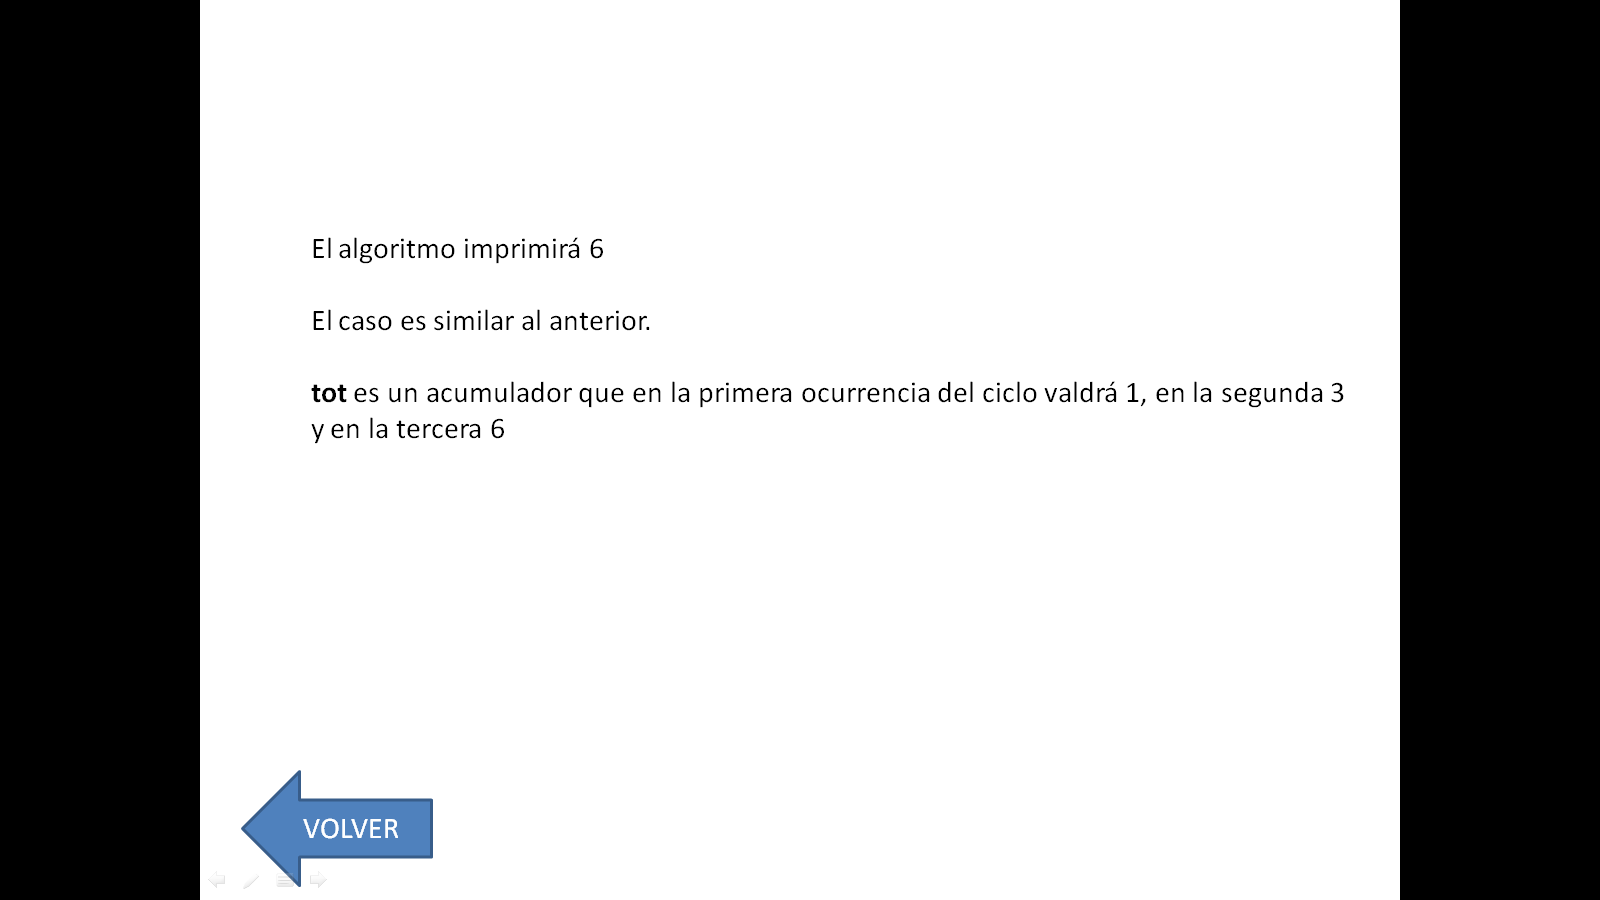 El algoritmo imprimirá 6
El caso es similar al anterior.
tot es un acumulador que en la primera ocurrencia del ciclo valdrá 1, en la segunda 3
y en la tercera 6
VOLVER